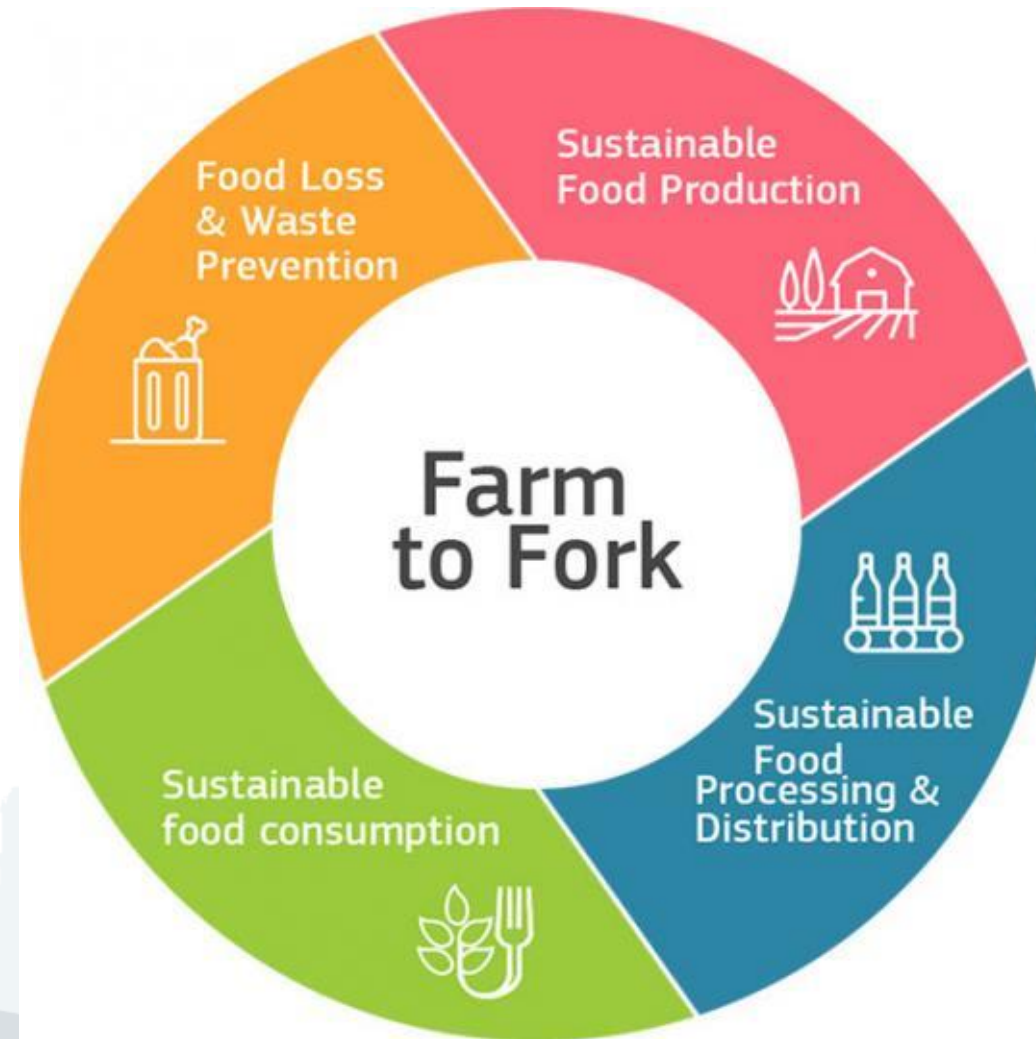 Food Loss
& Waste
Prevention
Sustainable
Food Production
Farm
to Fork
Sustainable
Food
Processing &
Distribution
Sustainable
food consumption